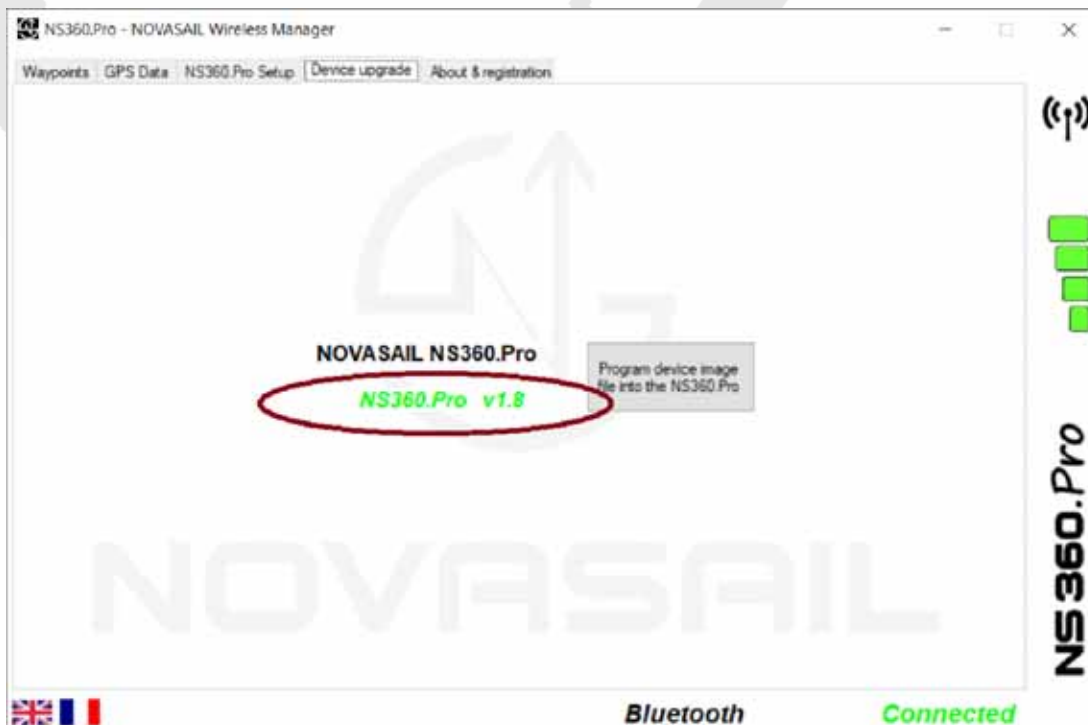 NS360.Pro - NOVASAIL Wireless Manager
Waypoints GPS Data NS360.Pro Setup Device upgrade About & registration
NOVASAIL NS360.Pro
NS360.Pro v1.8
Program device image
file into the NS360.Pro
NOVASAIL
NS360.Pro
Bluetooth Connected